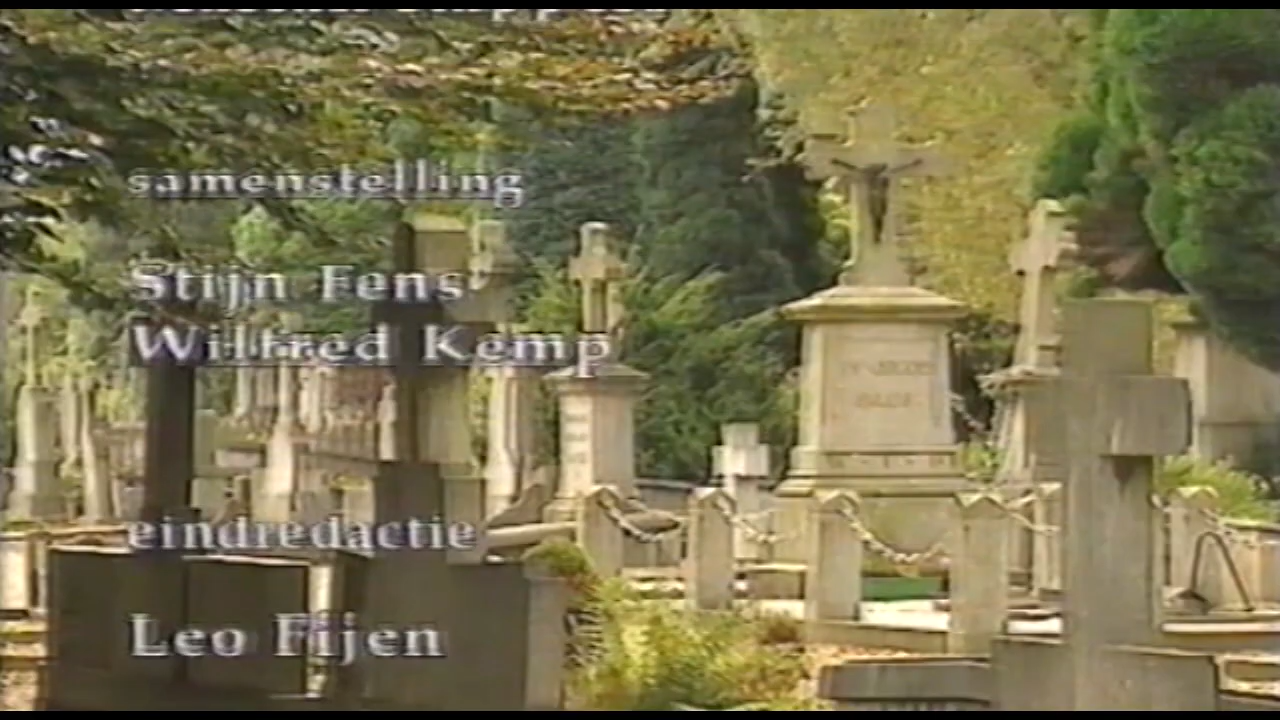 samenstelling
Stijn Fens
Wilfred Kemp
eindredactie
Leo Fijen